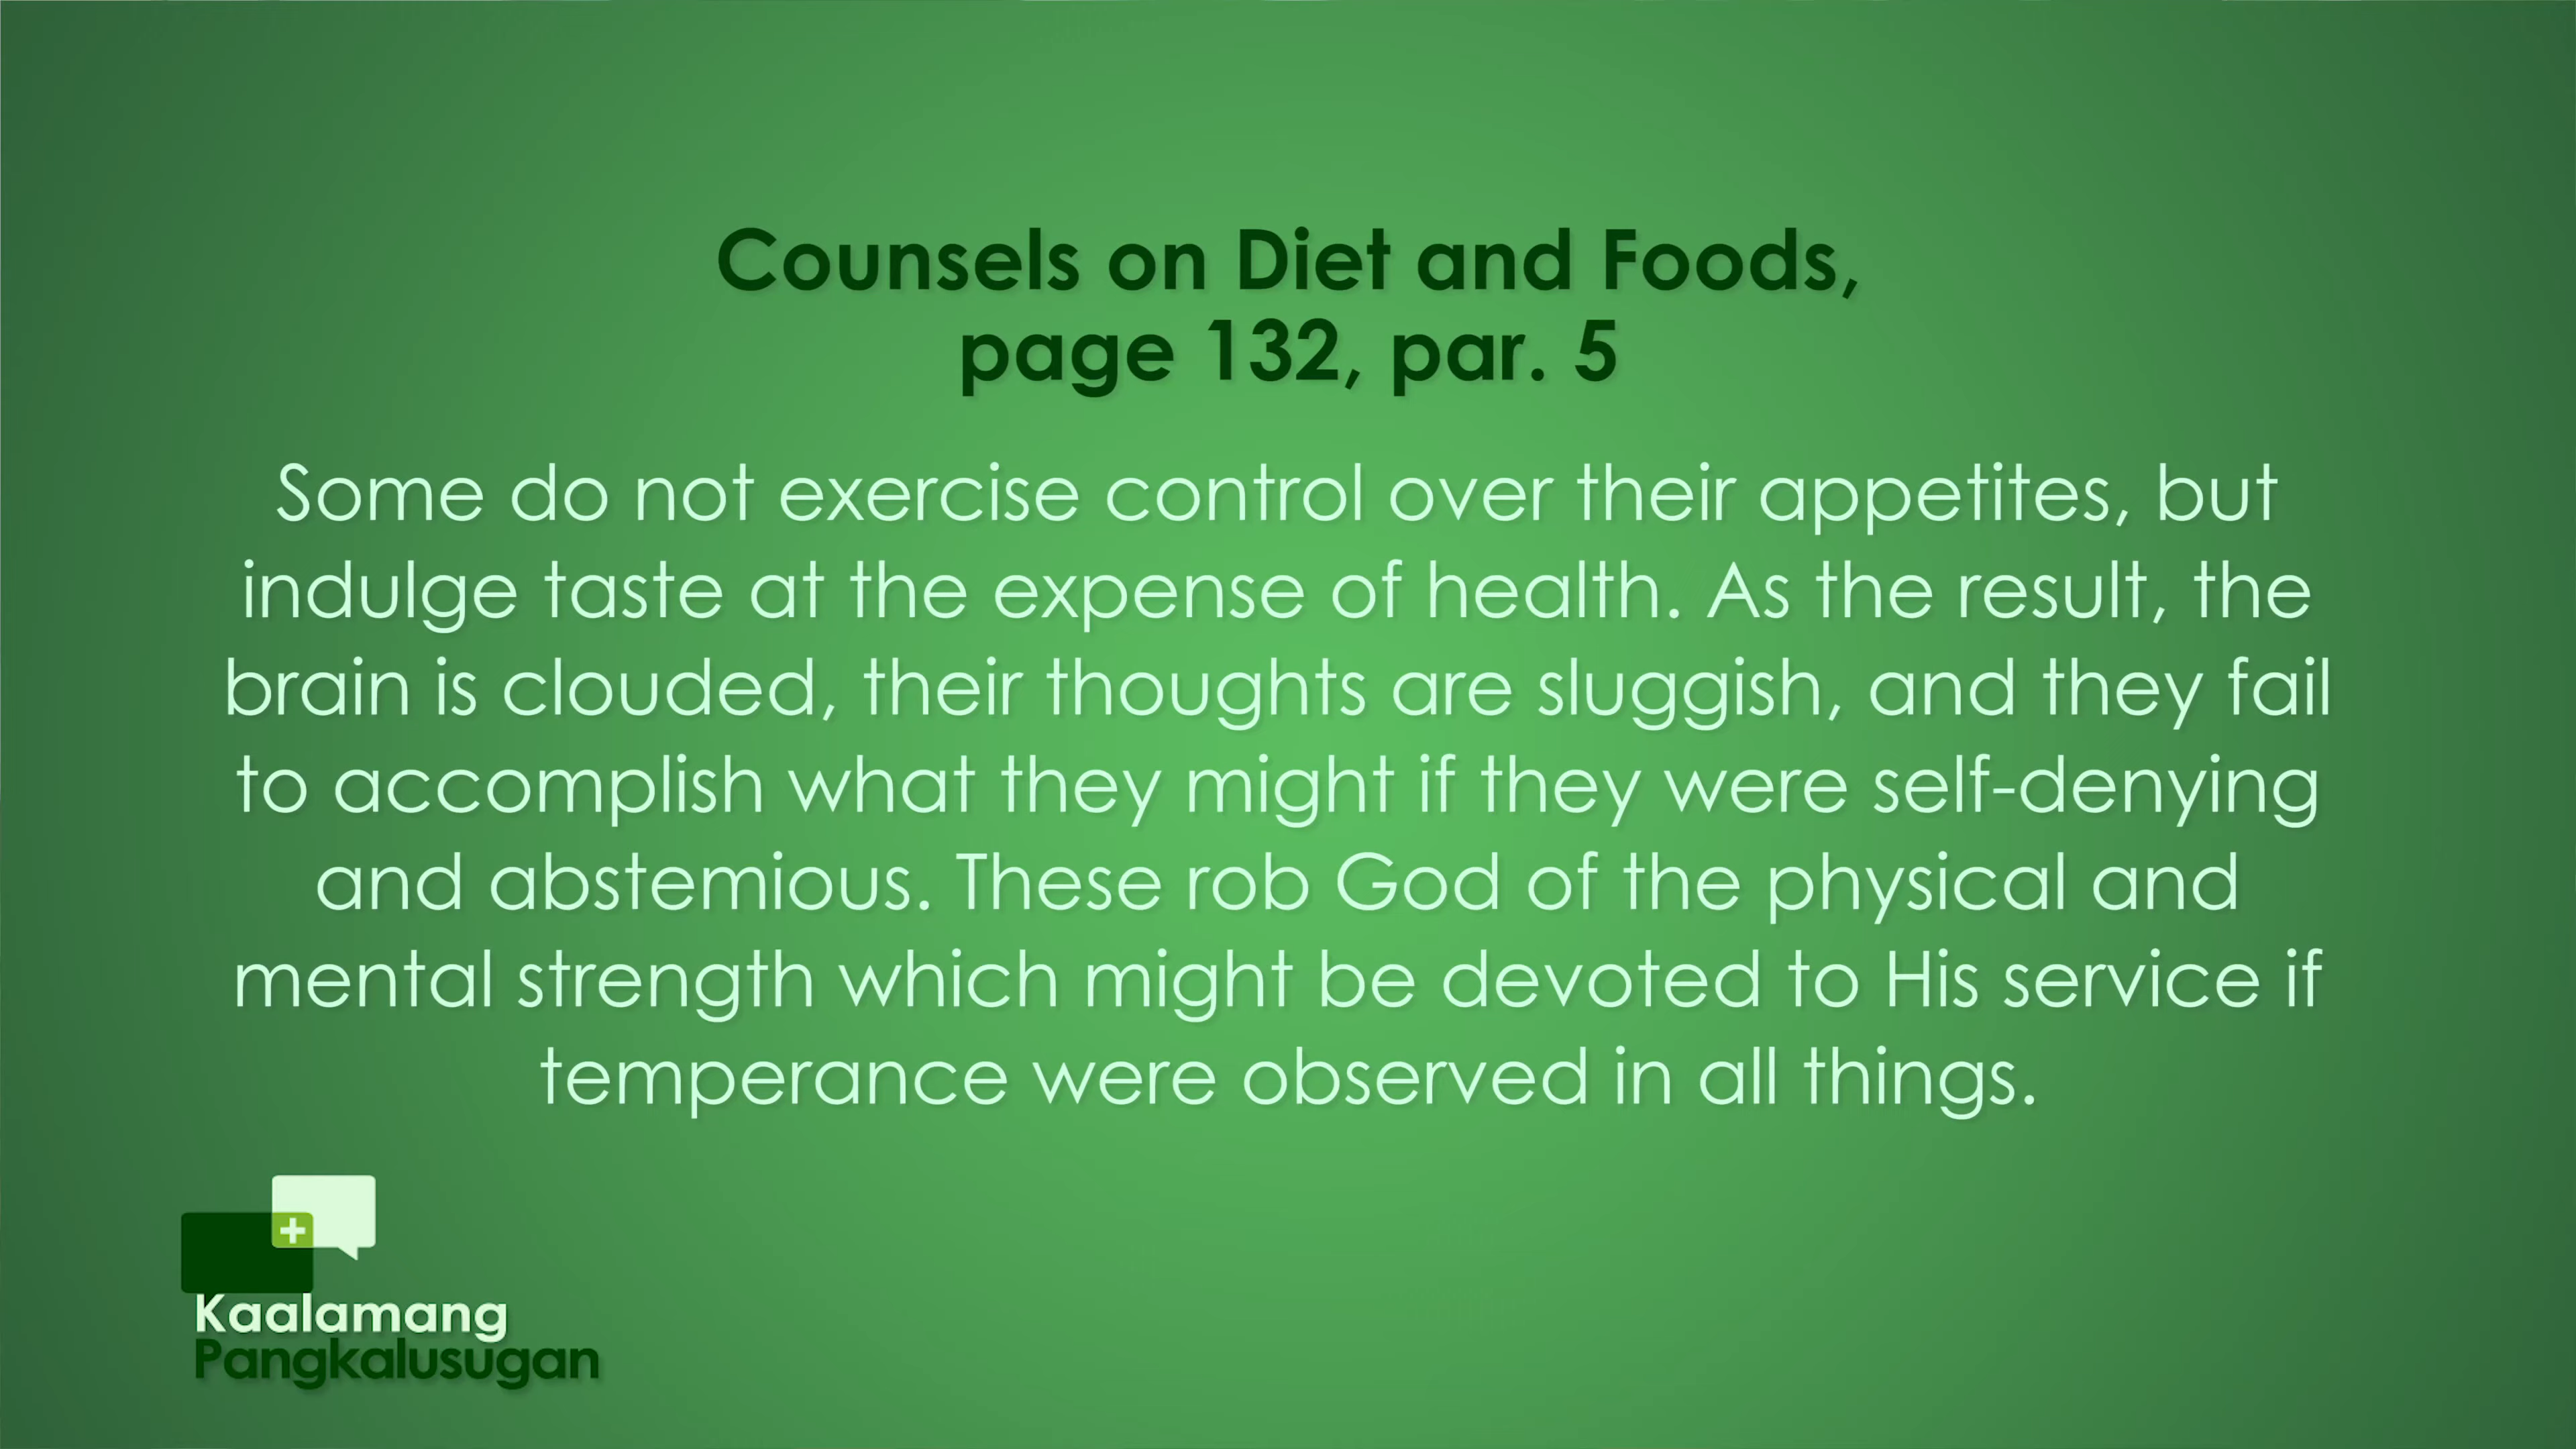 Counsels on Diet and Foods,
page 132, par. 5
Some do not exercise control over their appetites, but
indulge taste at the expense of health. As the result, the
brain is clouded, their thoughts are sluggish, and they fail
to accomplish what they might if they were self-denying
and abstemious. These rob God of the physical and
mental strength which might be devoted to His service if
temperance were observed in all things.
Kaalamang
Pangkalusugan